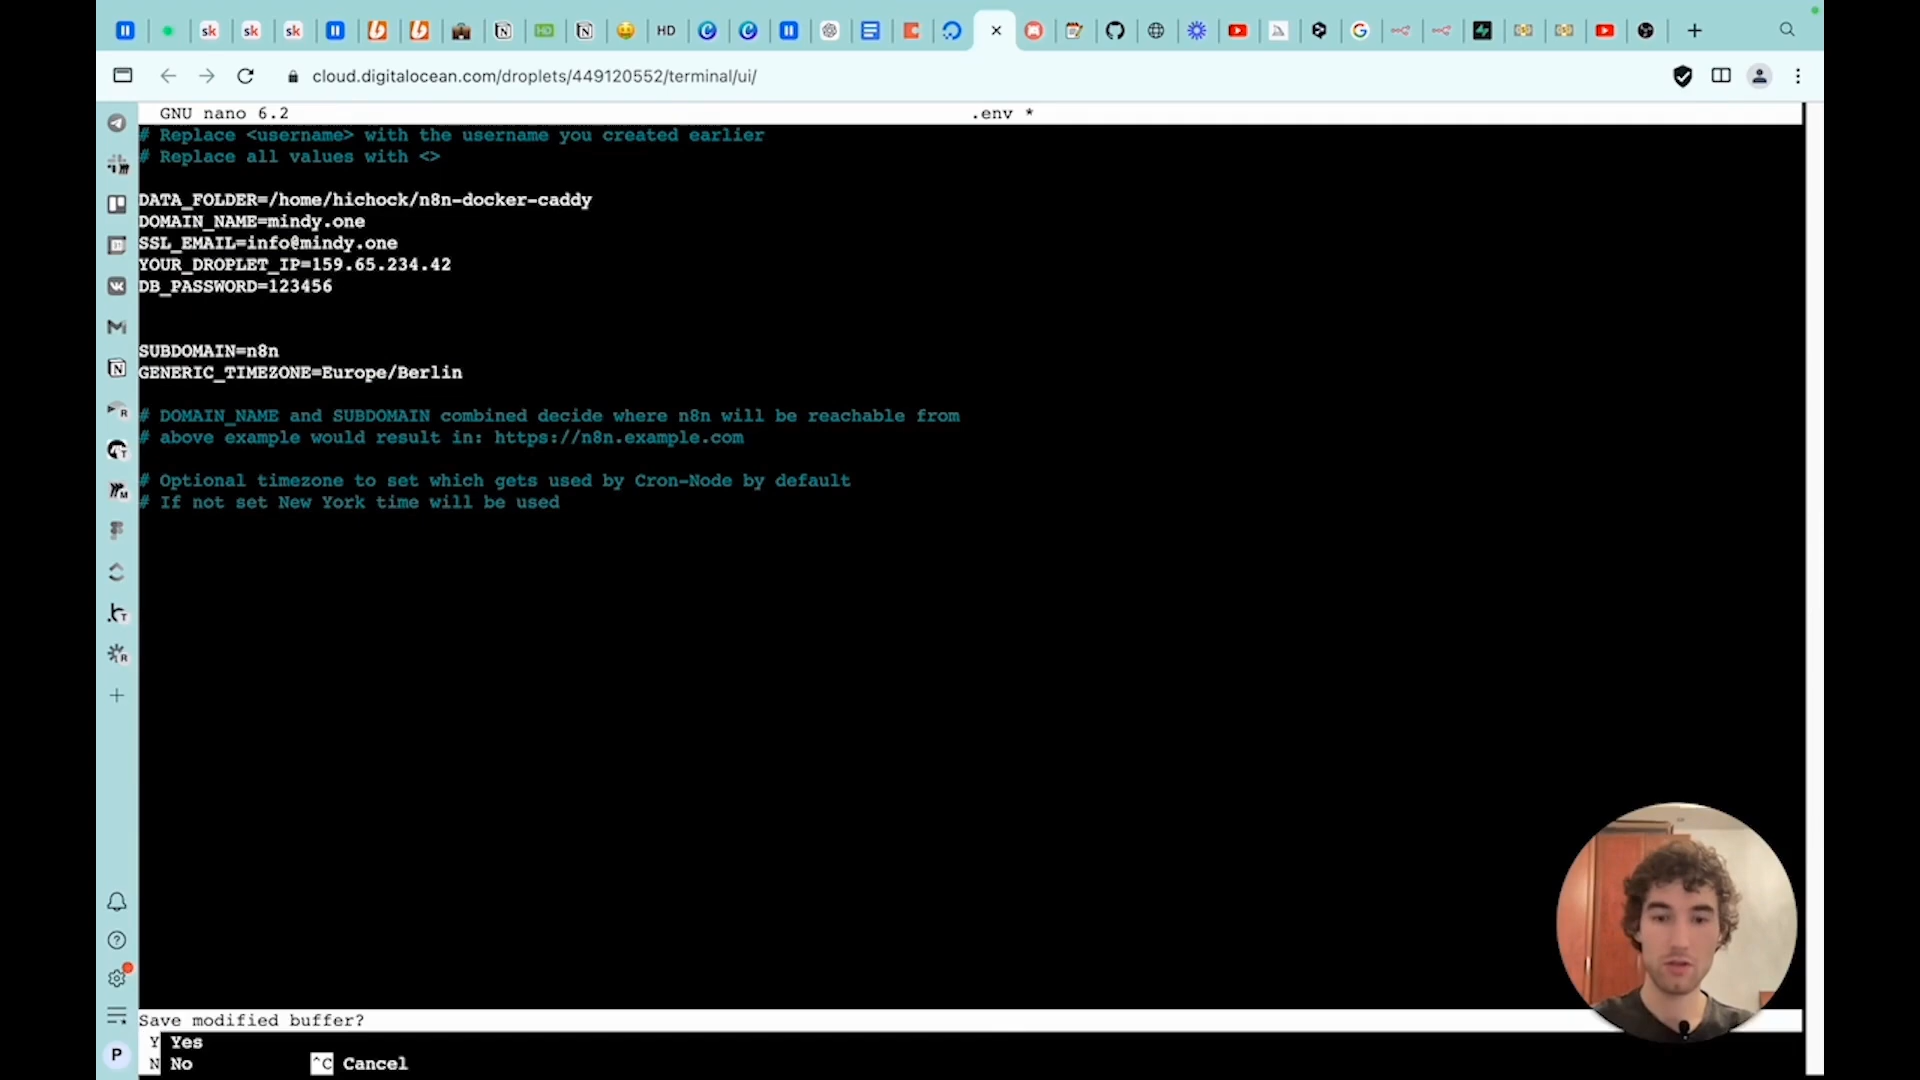 sk
sk
sk
HD
HD
cloud.digitalocean.com/droplets/449120552/terminal/ui/
GNU nano 6.2 .env *
# Replace <username> with the username you created earlier
# Replace all values with <>
DATA_FOLDER=/home/hichock/n8n-docker-caddy
DOMAIN_NAME=mindy.one
SSL_EMAIL=info@mindy.one
YOUR_DROPLET_IP=159.65.234.42
DB_PASSWORD=123456
SUBDOMAIN=n8n
GENERIC_TIMEZONE=Europe/Berlin
# DOMAIN_NAME and SUBDOMAIN combined decide where n8n will be reachable from
# above example would result in: https://n8n.example.com
# Optional timezone to set which gets used by Cron-Node by default
# If not set New York time will be used
P
Save modified buffer?
Y Yes
N No ^C Cancel